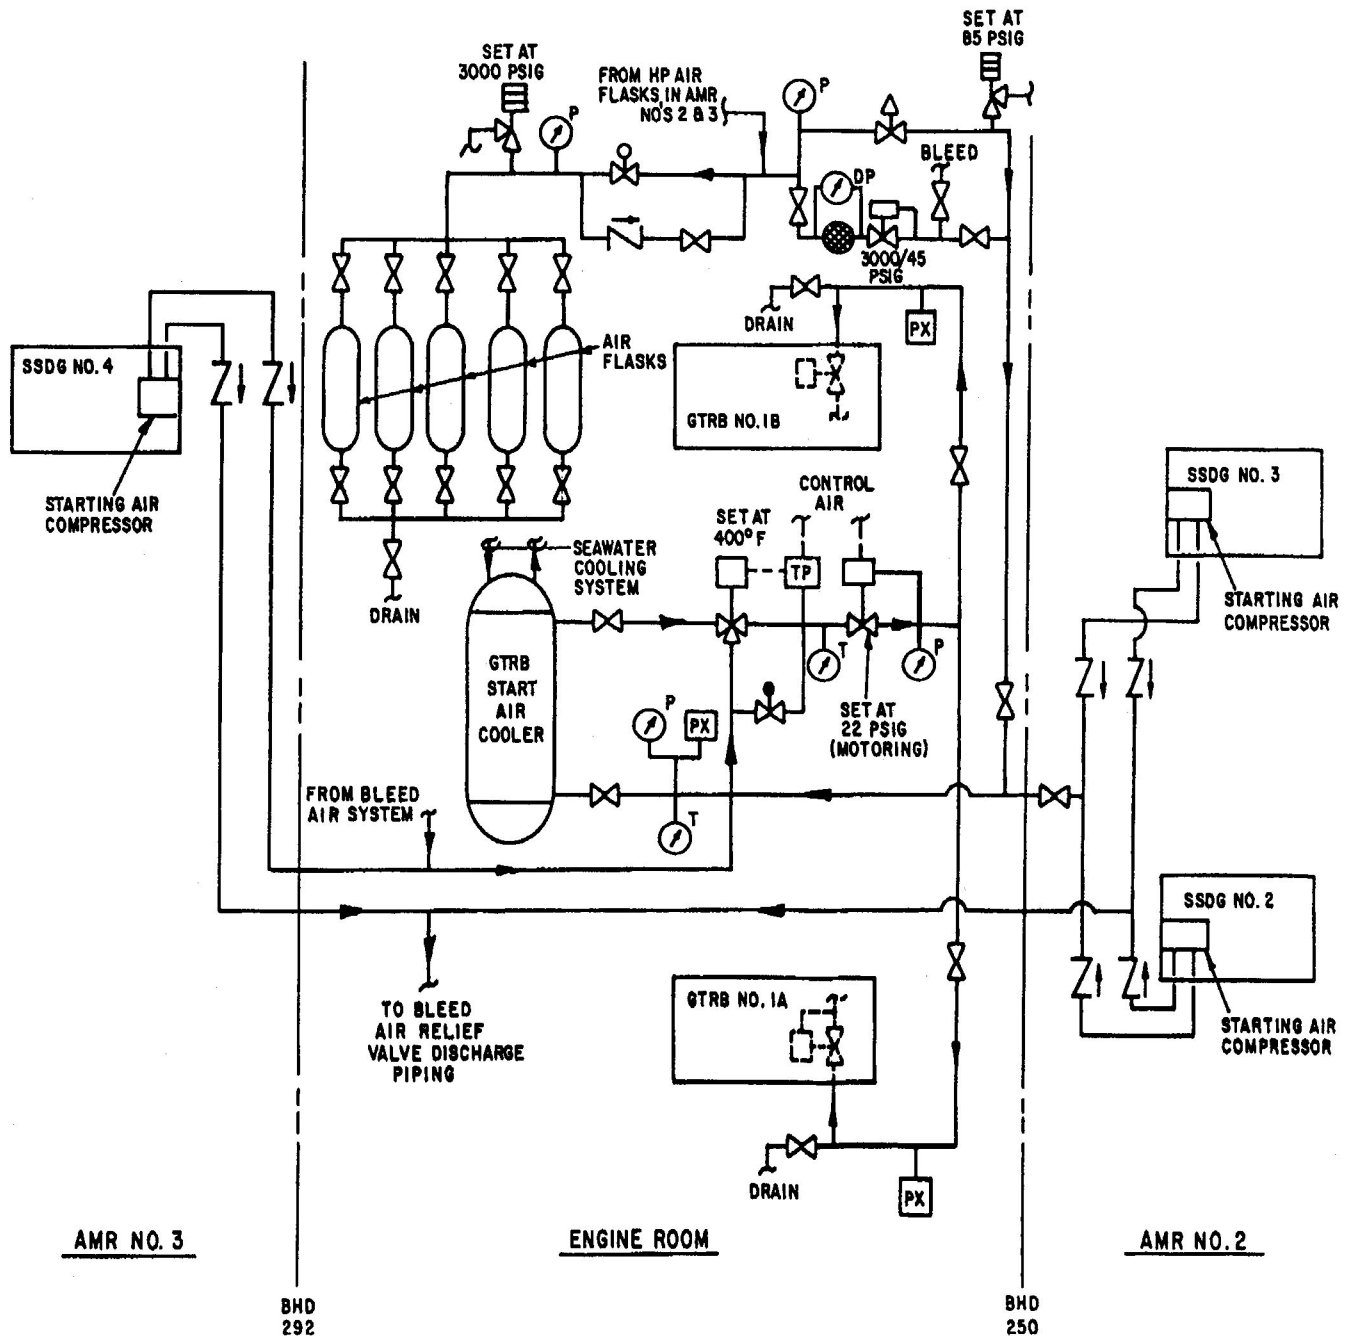 SET AT
3000 PSIG
P
FROM HP AIR
FLASKS, IN AMR
NO'S 2 & 3
P
SET AT
85 PSIG
BLEED
DP
3000/45
PSIG
DRAIN
PX
AIR
FLASKS
SSDG NO. 4
STARTING AIR
COMPRESSOR
GTRB NO. 1B
SSDG NO. 3
STARTING AIR
COMPRESSOR
CONTROL
AIR
SET AT
400° F
TP
SEAWATER
COOLING
SYSTEM
DRAIN
GTRB
START
AIR
COOLER
T
P
P
PX
SET AT
22 PSIG
(MOTORING)
T
FROM BLEED
AIR SYSTEM
SSDG NO. 2
STARTING AIR
COMPRESSOR
TO BLEED
AIR RELIEF
VALVE DISCHARGE
PIPING
GTRB NO. 1A
DRAIN
PX
AMR NO. 3
ENGINE ROOM
AMR NO. 2
BHD
292
BHD
250